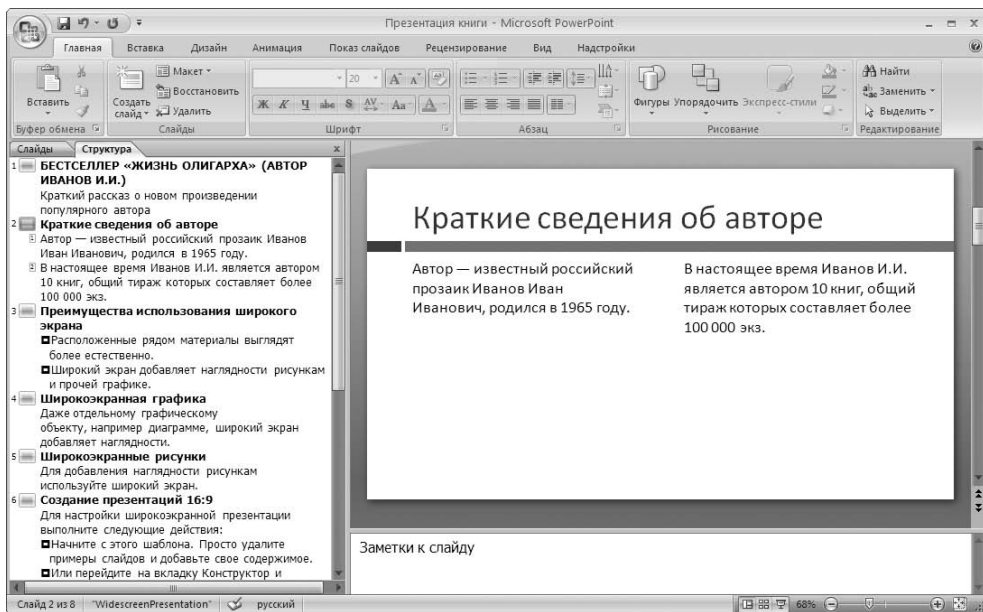 Презентация книги - Microsoft PowerPoint
Главная Вставка Дизайн Анимация Показ слайдов Рецензирование Вид Надстройки
Вставить
Буфер обмена
Создать слайд
Макет
Восстановить
Удалить
Слайды
20
Ж К Ч abe S AV Aa A
Шрифт
Абзац
Фигуры Упорядочить Экспресс-стили
Рисование
Найти
Заменить
Выделить
Редактирование
Слайды Структура x
1 БЕСТСЕЛЛЕР «ЖИЗНЬ ОЛИГАРХА» (АВТОР
ИВАНОВ И.И.)
Краткий рассказ о новом произведении
популярного автора
2 Краткие сведения об авторе
1 Автор — известный российский прозаик Иванов
Иван Иванович, родился в 1965 году.
2 В настоящее время Иванов И.И. является автором
10 книг, общий тираж которых составляет более
100 000 экз.
3 Преимущества использования широкого
экрана
Расположенные рядом материалы выглядят
более естественно.
Широкий экран добавляет наглядности рисункам
и прочей графике.
4 Широкоэкранная графика
Даже отдельному графическому
объекту, например диаграмме, широкий экран
добавляет наглядности.
5 Широкоэкранные рисунки
Для добавления наглядности рисункам
используйте широкий экран.
6 Создание презентаций 16:9
Для настройки широкоэкранной презентации
выполните следующие действия:
Начните с этого шаблона. Просто удалите
примеры слайдов и добавьте свое содержимое.
Или перейдите на вкладку Конструктор и
Краткие сведения об авторе
Автор — известный российский
прозаик Иванов Иван
Иванович, родился в 1965 году.
В настоящее время Иванов И.И.
является автором 10 книг, общий
тираж которых составляет более
100 000 экз.
Заметки к слайду
Слайд 2 из 8 "WidescreenPresentation" русский 68%